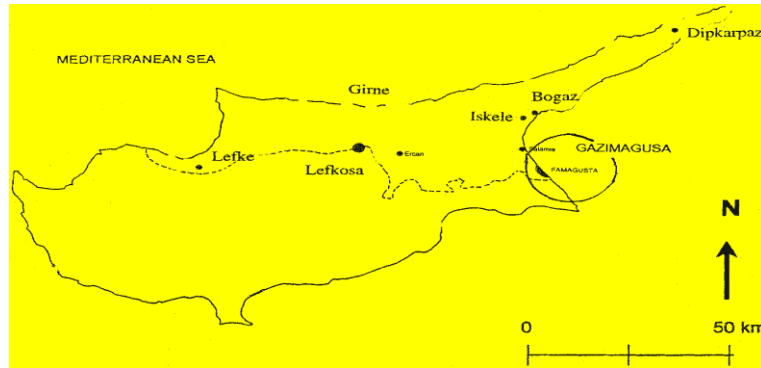 Dipkarpaz
MEDITERRANEAN SEA
Girne
Bogaz
Iskele
Salamis
GAZIMAGUSA
Lefke
Ercan
Lefkosa
FAMAGUSTA
N
0
50 km